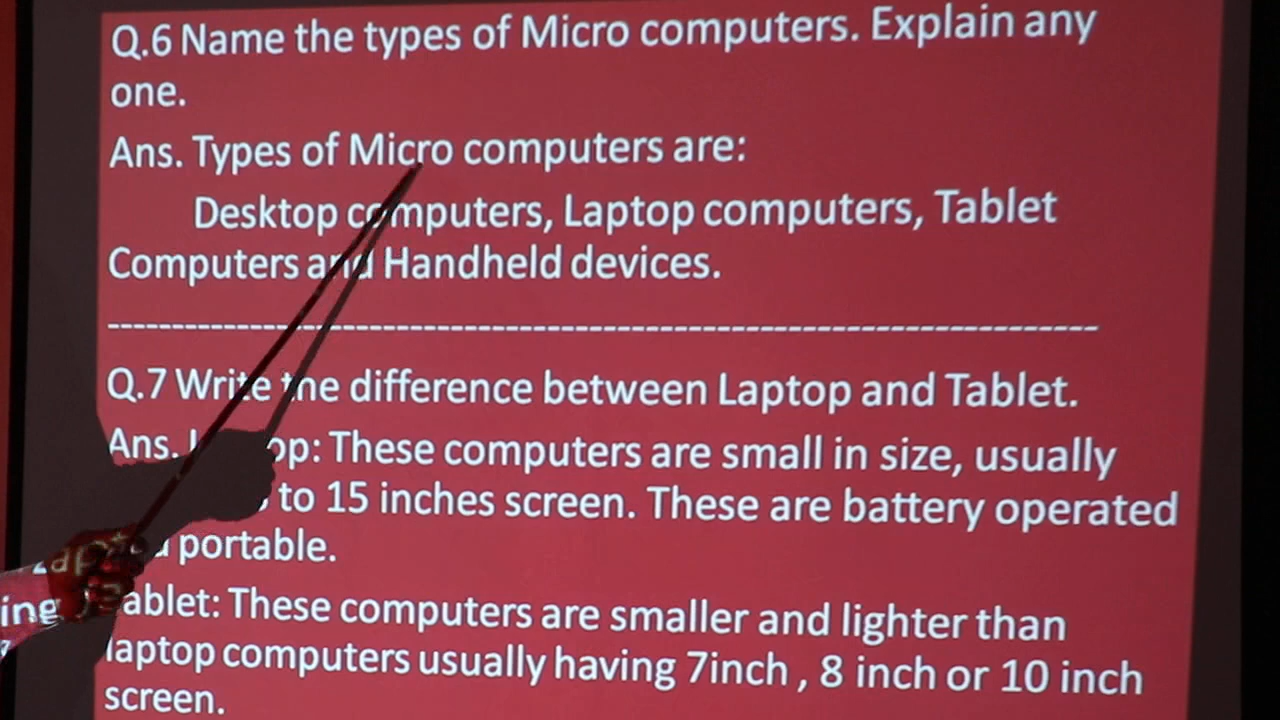 Q.6 Name the types of Micro computers. Explain any
one.
Ans. Types of Micro computers are:
Desktop computers, Laptop computers, Tablet
Computers and Handheld devices.
--------------------------------------------------------------------------------
Q.7 Write the difference between Laptop and Tablet.
Ans. These computers are small in size, usually
to 15 inches screen. These are battery operated
portable.
Tablet: These computers are smaller and lighter than
laptop computers usually having 7inch , 8 inch or 10 inch
screen.